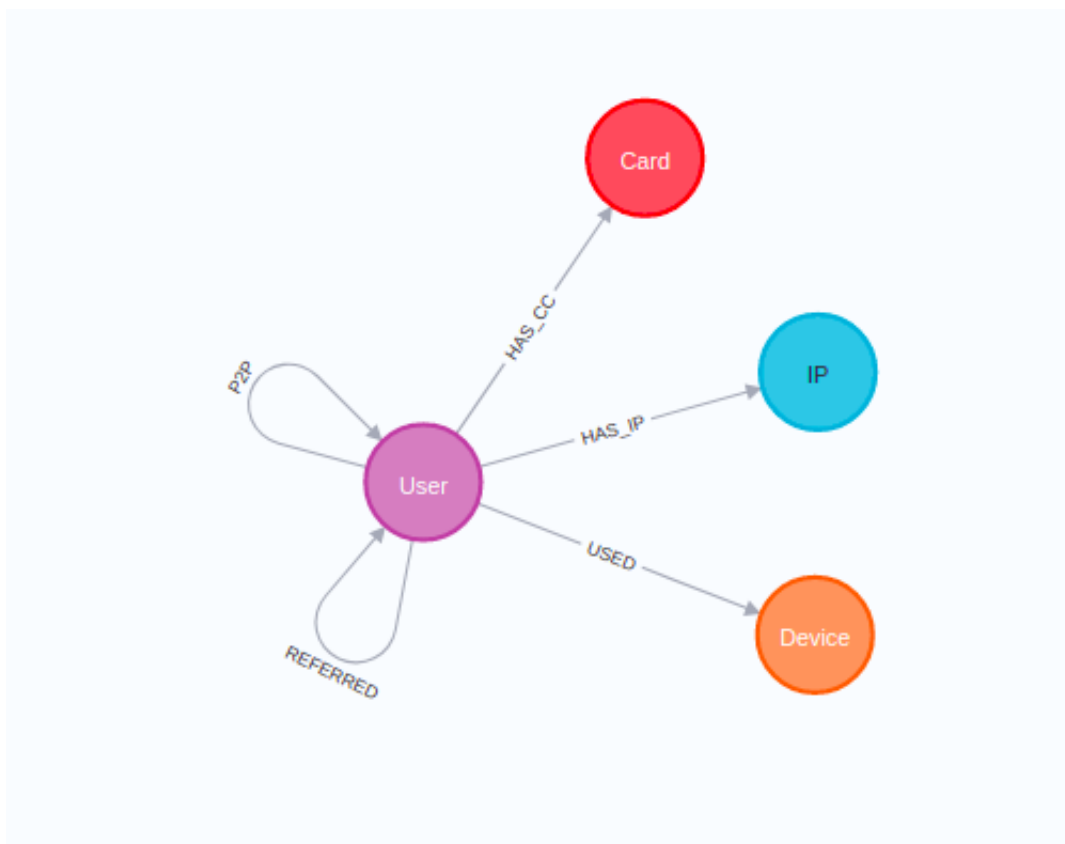 Card
HAS_CC
P2P
IP
HAS_IP
User
USED
Device
REFERRED